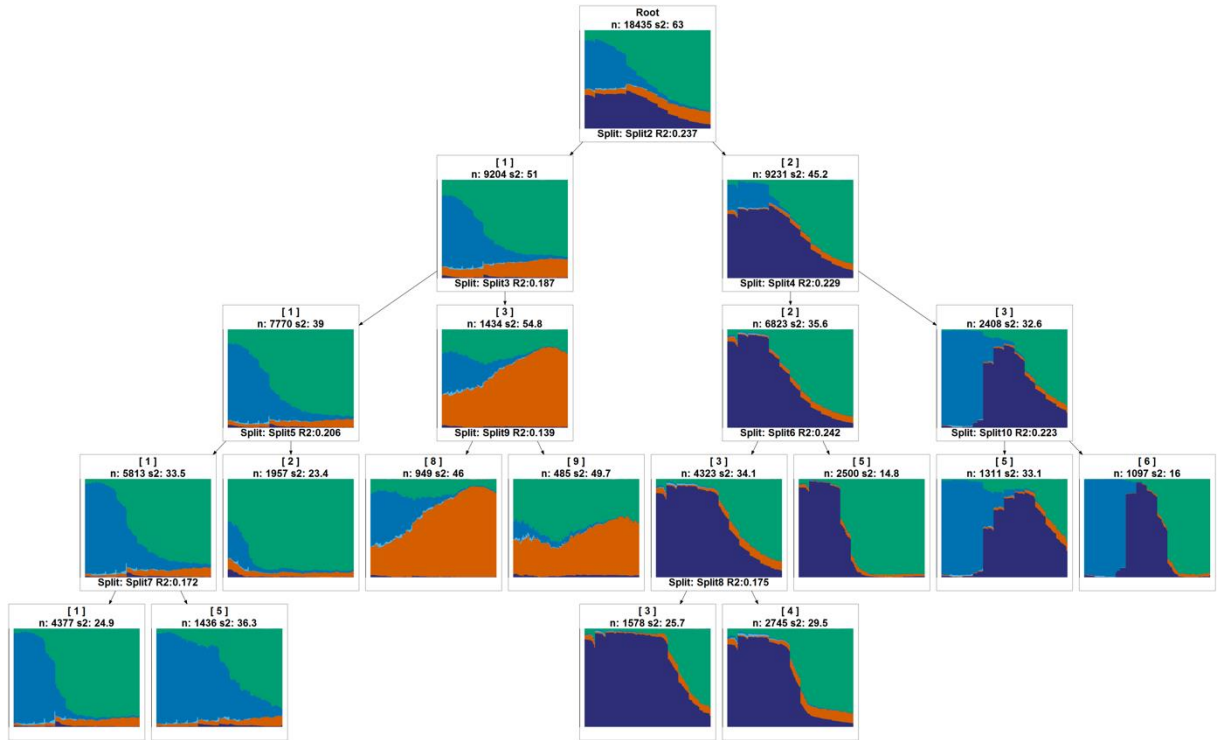 Root
n: 18435 s2: 63
Split: Split2 R2:0.237
[ 1 ]
n: 9204 s2: 51
Split: Split3 R2:0.187
[ 2 ]
n: 9231 s2: 45.2
Split: Split4 R2:0.229
[ 1 ]
n: 7770 s2: 39
Split: Split5 R2:0.206
[ 3 ]
n: 1434 s2: 54.8
Split: Split9 R2:0.139
[ 2 ]
n: 6823 s2: 35.6
Split: Split6 R2:0.242
[ 3 ]
n: 2408 s2: 32.6
Split: Split10 R2:0.223
[ 1 ]
n: 5813 s2: 33.5
Split: Split7 R2:0.172
[ 2 ]
n: 1957 s2: 23.4
[ 8 ]
n: 949 s2: 46
[ 9 ]
n: 485 s2: 49.7
[ 3 ]
n: 4323 s2: 34.1
Split: Split8 R2:0.175
[ 5 ]
n: 2500 s2: 14.8
[ 5 ]
n: 1311 s2: 33.1
[ 6 ]
n: 1097 s2: 16
[ 1 ]
n: 4377 s2: 24.9
[ 5 ]
n: 1436 s2: 36.3
[ 3 ]
n: 1578 s2: 25.7
[ 4 ]
n: 2745 s2: 29.5